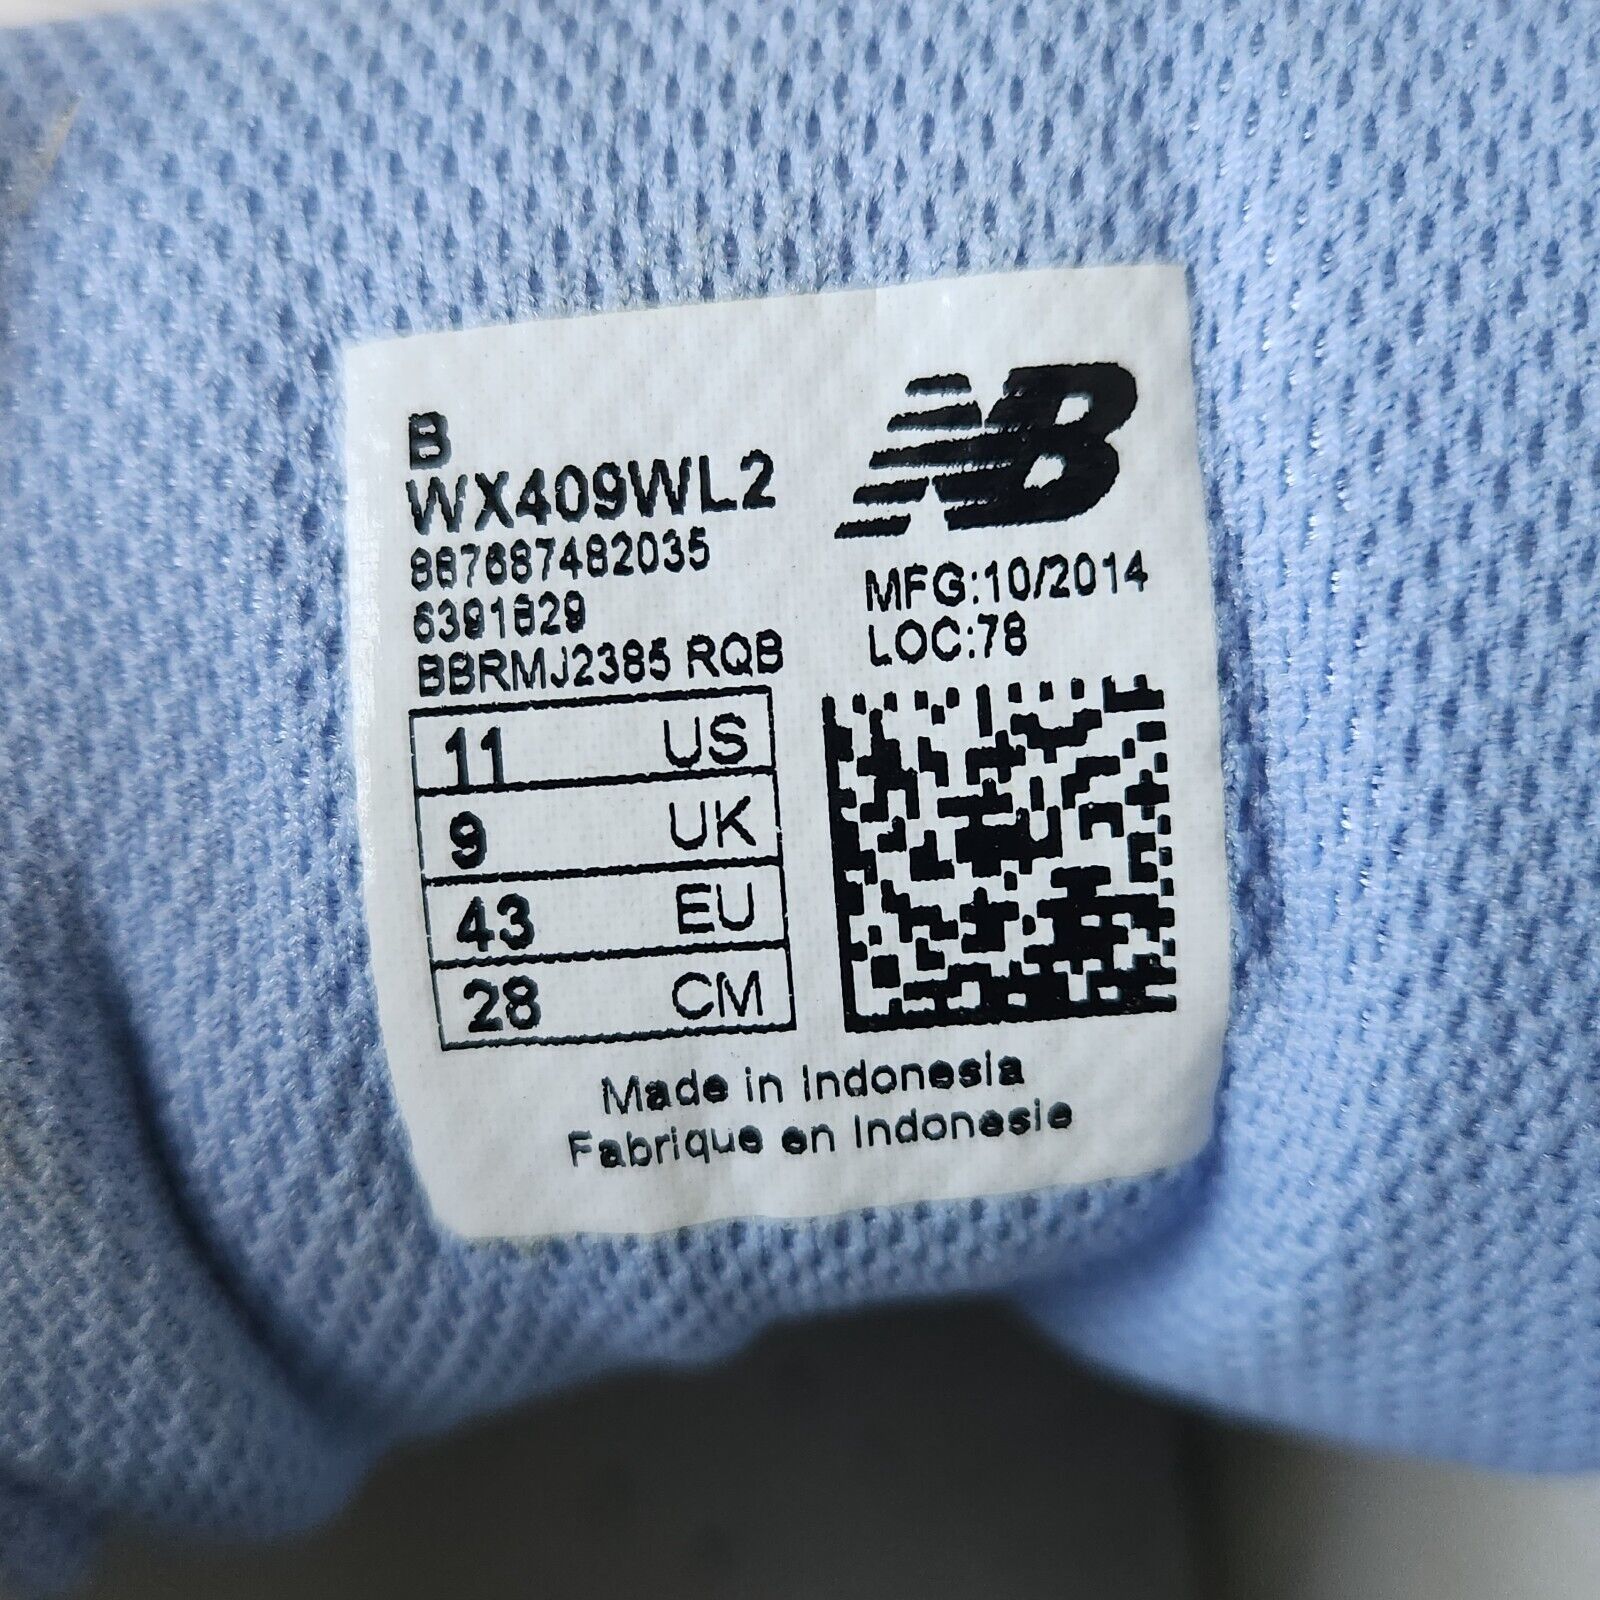 B
WX409WL2
887687482035
6391829
BBRMJ2385 RQB
NB
MFG:10/2014
LOC:78
11 US
9 UK
43 EU
28 CM
Made in Indonesia
Fabrique en Indonesie